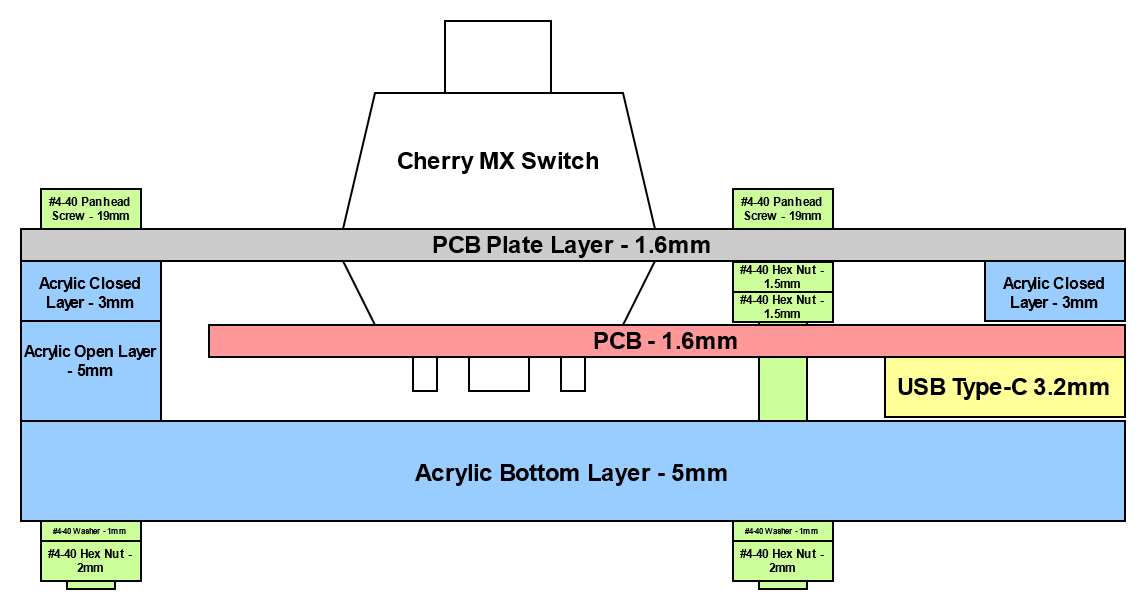 Cherry MX Switch
#4-40 Panhead
Screw - 19mm
#4-40 Panhead
Screw - 19mm
PCB Plate Layer - 1.6mm
Acrylic Closed
Layer - 3mm
#4-40 Hex Nut -
1.5mm
#4-40 Hex Nut -
1.5mm
Acrylic Closed
Layer - 3mm
PCB - 1.6mm
Acrylic Open Layer
- 5mm
USB Type-C 3.2mm
Acrylic Bottom Layer - 5mm
#4-40 Washer - 1mm
#4-40 Hex Nut -
2mm
#4-40 Washer - 1mm
#4-40 Hex Nut -
2mm